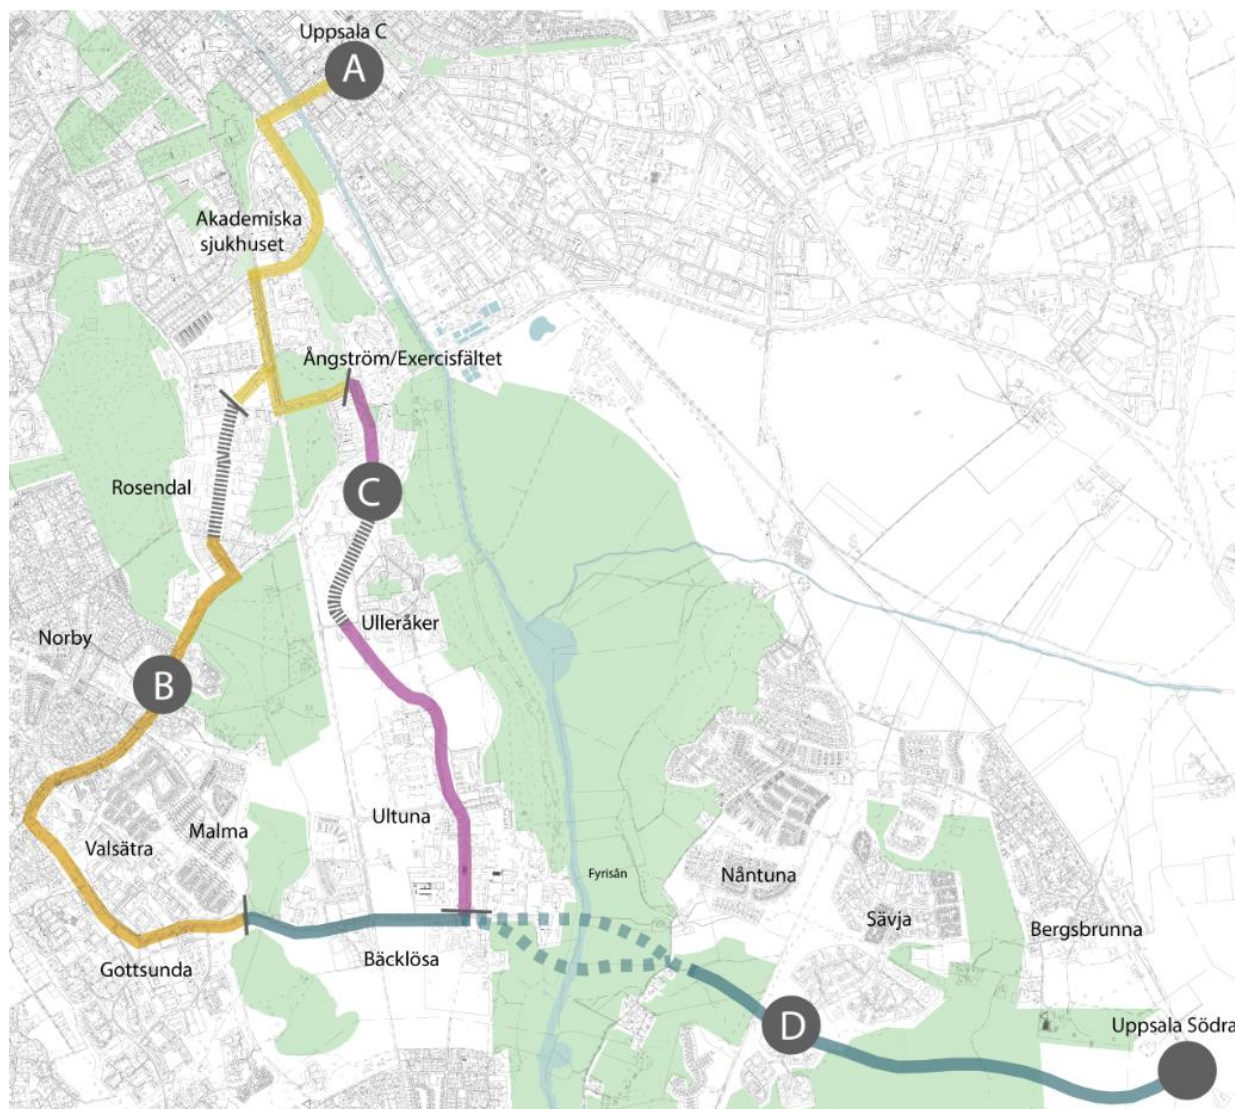 Uppsala C
A
Akademiska
sjukhuset
Ångström/Exercisfältet
Rosendal
C
Ulleråker
Norby
B
Ultuna
Malma
Valsätra
Fyrisån
Nåntuna
Sävja
Bergsbrunna
Gottsunda
Bäcklösa
D
Uppsala Södra